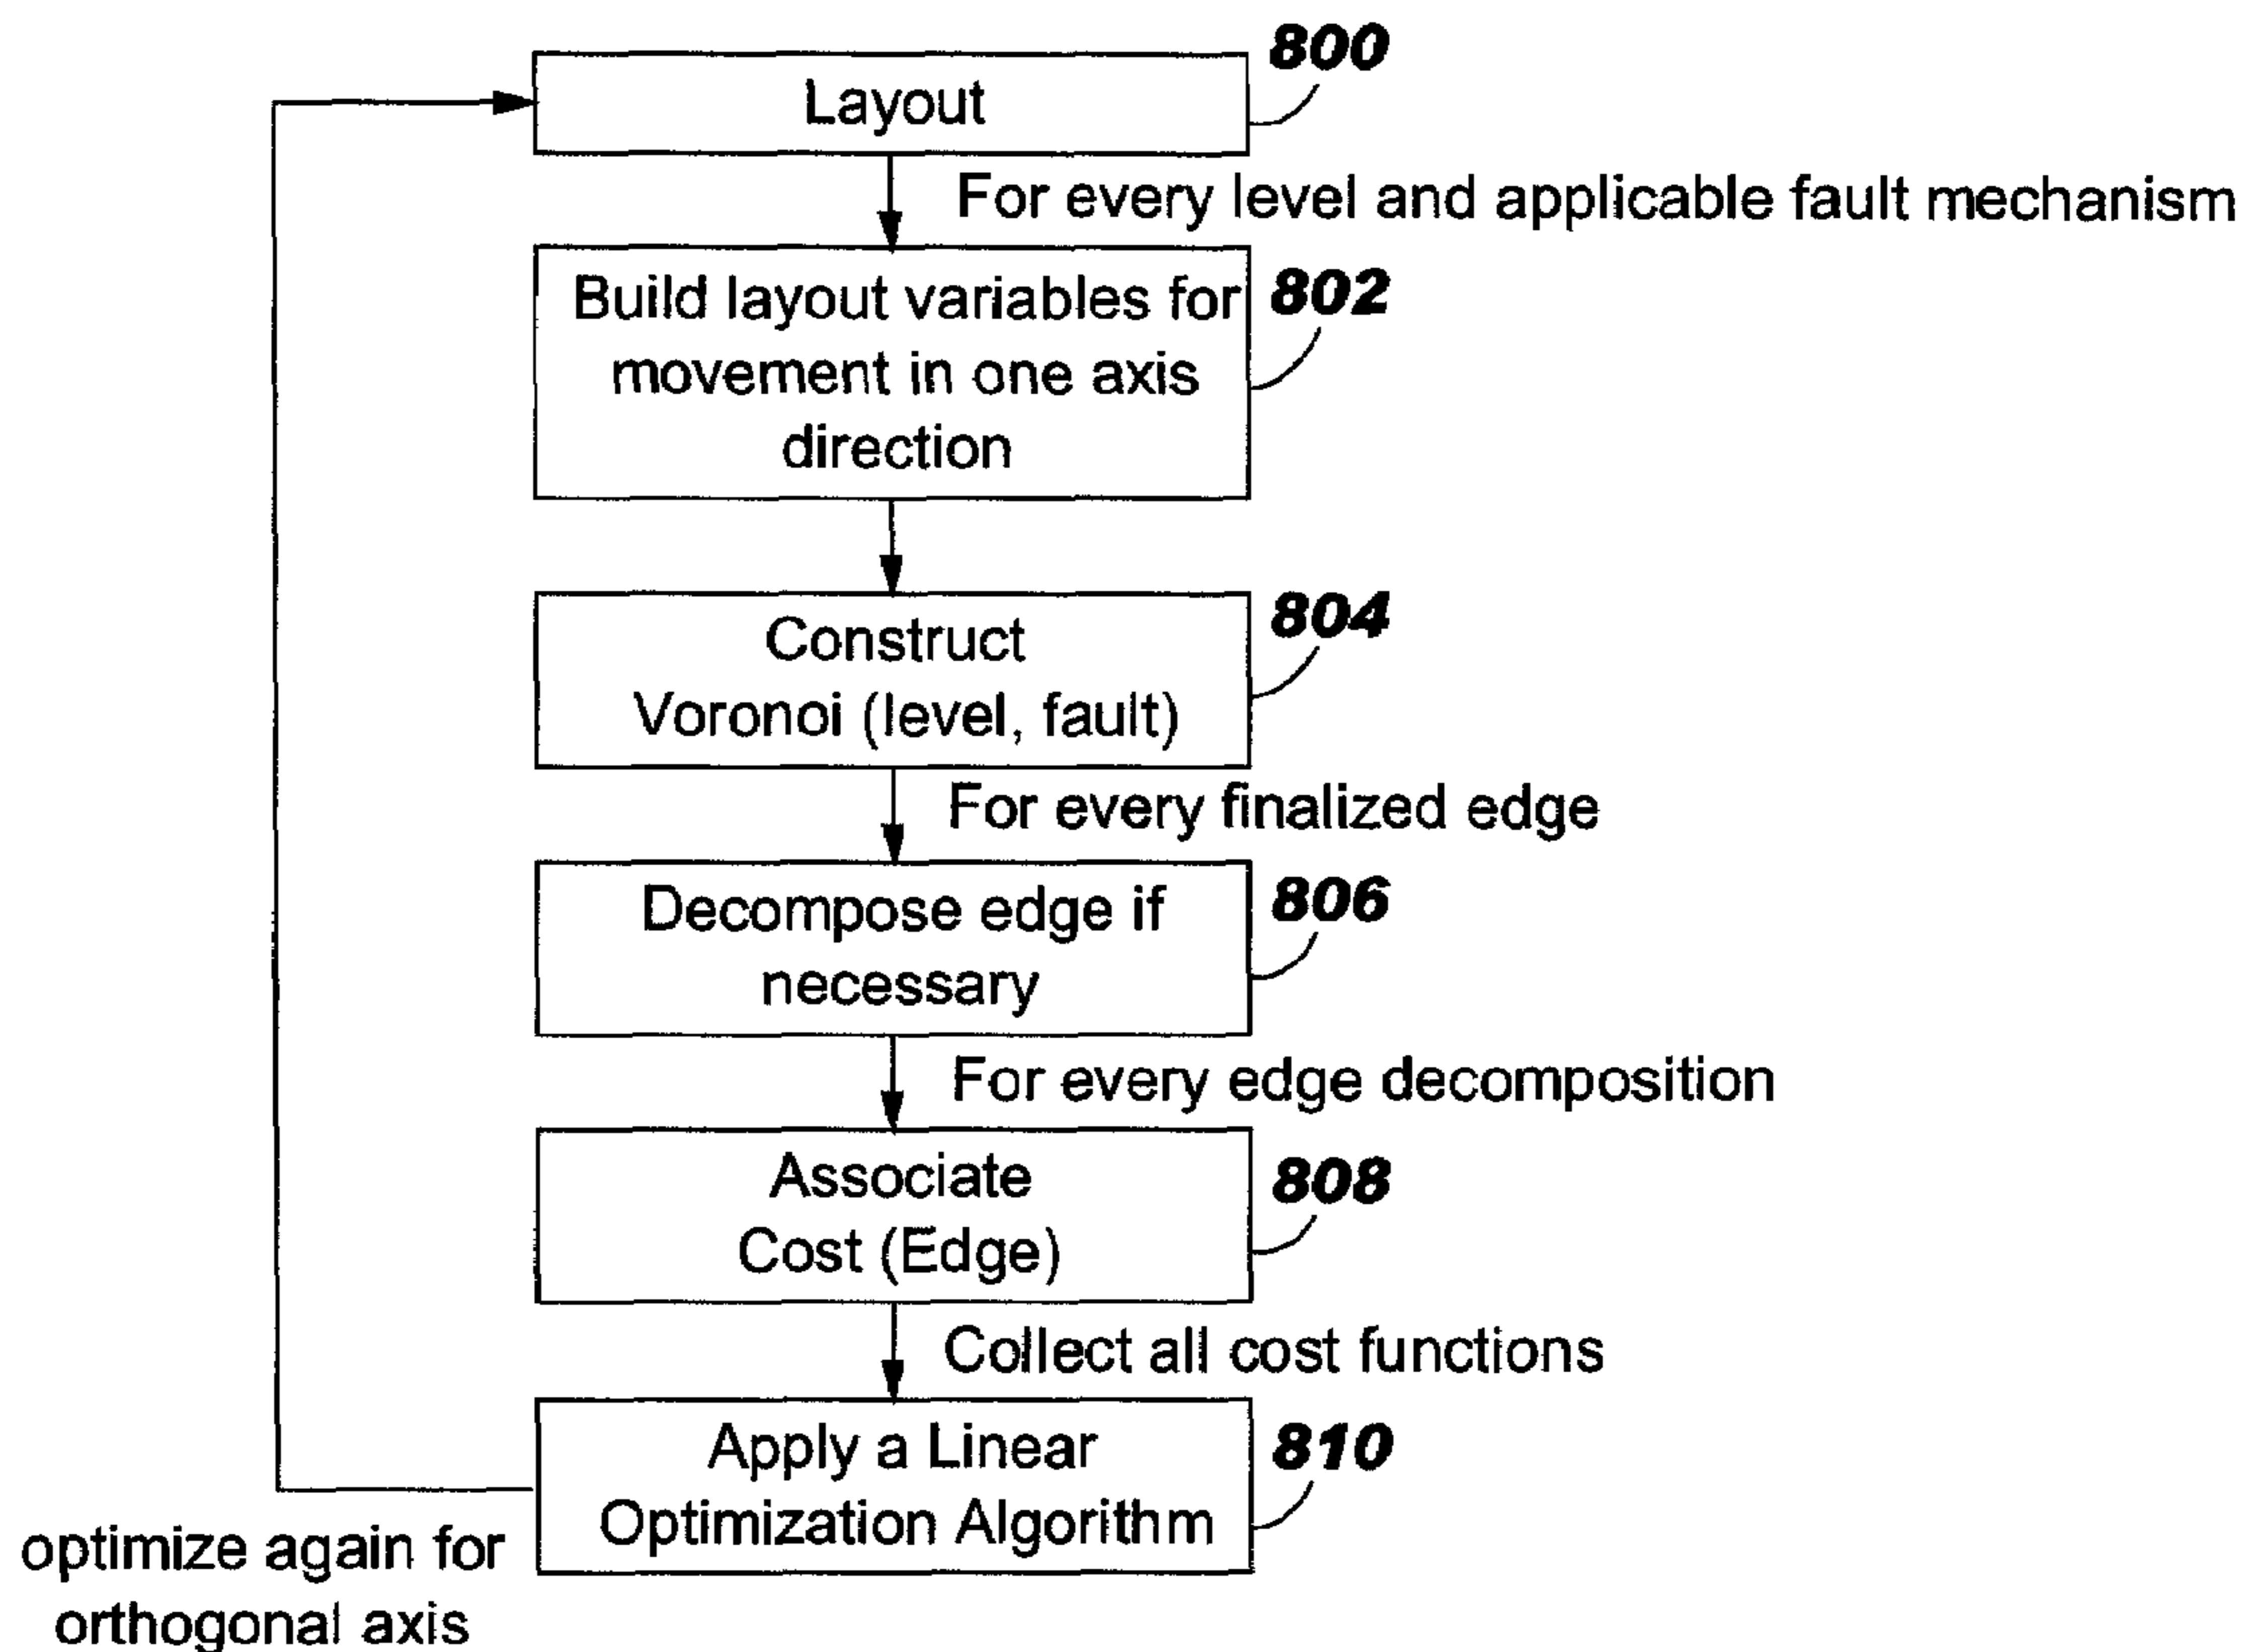 800
Layout
For every level and applicable fault mechanism
Build layout variables for
movement in one axis
direction
802
Construct
Voronoi (level, fault)
804
For every finalized edge
Decompose edge if
necessary
806
For every edge decomposition
Associate
Cost (Edge)
808
Collect all cost functions
Apply a Linear
Optimization Algorithm
810
optimize again for
orthogonal axis